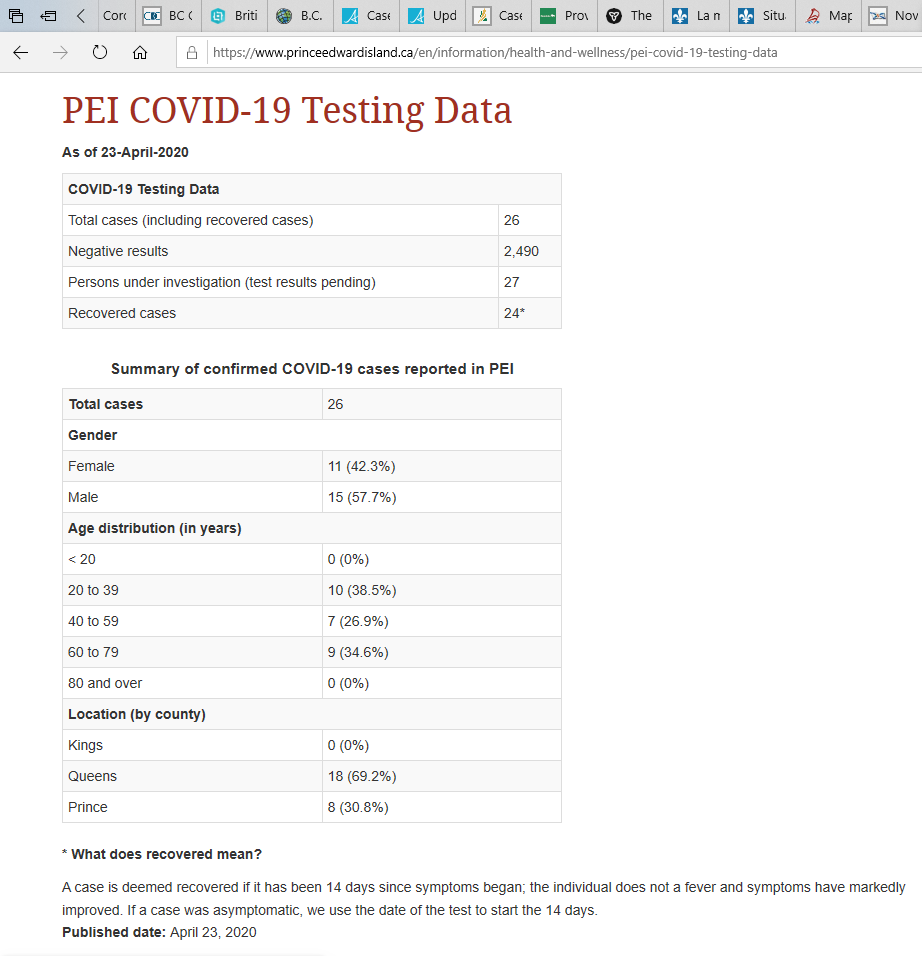 Corc
BC C
Briti
B.C.
Case
Upd
Case
Prov
The
La m
Situ
Map
Nov
https://www.princeedwardisland.ca/en/information/health-and-wellness/pei-covid-19-testing-data
PEI COVID-19 Testing Data
As of 23-April-2020
COVID-19 Testing Data
Total cases (including recovered cases) 26
Negative results 2,490
Persons under investigation (test results pending) 27
Recovered cases 24*
Summary of confirmed COVID-19 cases reported in PEI
Total cases 26
Gender
Female 11 (42.3%)
Male 15 (57.7%)
Age distribution (in years)
< 20 0 (0%)
20 to 39 10 (38.5%)
40 to 59 7 (26.9%)
60 to 79 9 (34.6%)
80 and over 0 (0%)
Location (by county)
Kings 0 (0%)
Queens 18 (69.2%)
Prince 8 (30.8%)
* What does recovered mean?
A case is deemed recovered if it has been 14 days since symptoms began; the individual does not a fever and symptoms have markedly
improved. If a case was asymptomatic, we use the date of the test to start the 14 days.
Published date: April 23, 2020